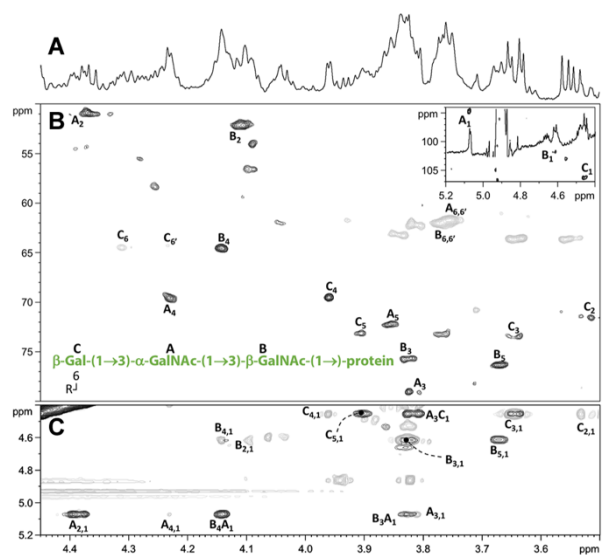 A
B
A2
B2
ppm
A1
100
B1
105
C1
5.2 5.0 4.8 4.6 ppm
ppm
55
60
65
70
75
A6,6'
B6,6'
C6
C6'
B4
C4
A4
C5
A5
C3
C2
B3
B5
A3
C A B
β-Gal-(1→3)-α-GalNAc-(1→3)-β-GalNAc-(1→)-protein
6
R┘
ppm
C
4.6
4.8
5.0
5.2
C4,1
C5,1
A3C1
C3,1
C2,1
B4,1
B2,1
B3,1
B5,1
A2,1
A4,1
B4A1
B3A1
A3,1
4.4 4.3 4.2 4.1 4.0 3.9 3.8 3.7 3.6 ppm